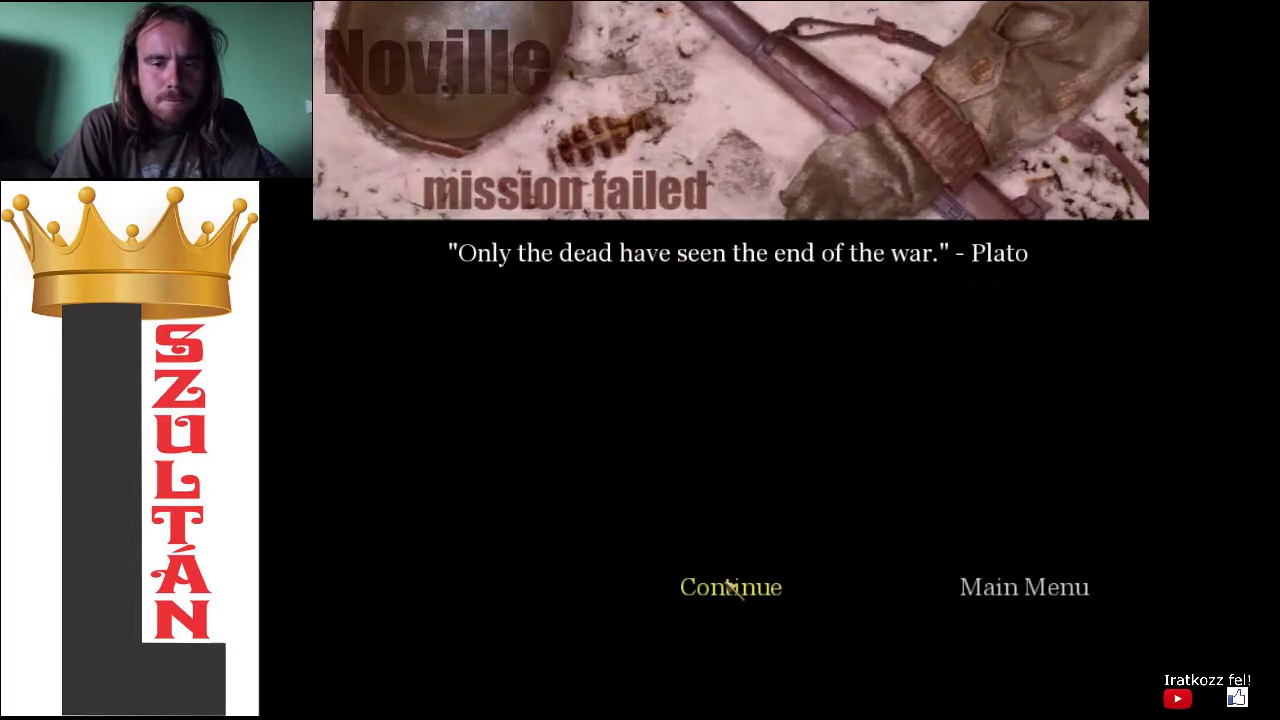 Noville
mission failed
"Only the dead have seen the end of the war." - Plato
L
SZULTÁN
Continue
Main Menu
Iratkozz fel!